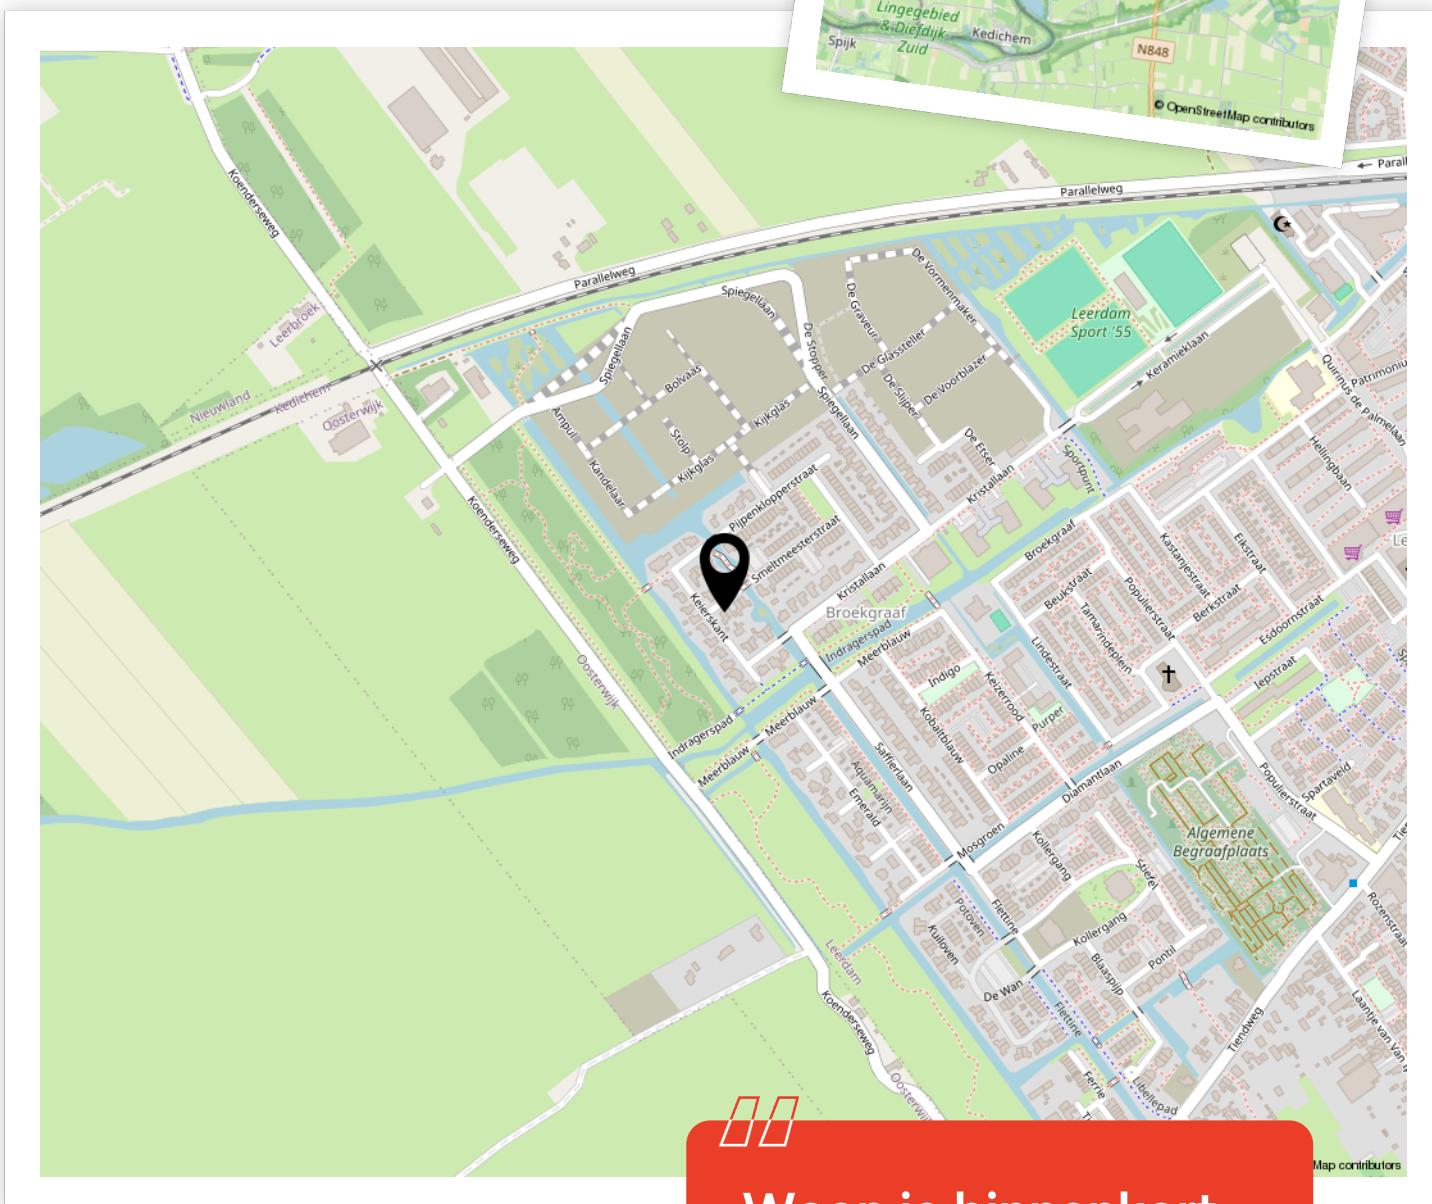 Lingegebied
& Diefdijk-
Zuid
Kedichem
Spijk
N848
© OpenStreetMap contributors
Koenderseweg
Parallelweg
Parallelweg
Leerbroek
Nieuwland
Kedichem
Oosterwijk
Spiegellaan
Spiegellaan
De Stopper
De Graveur
De Vormenmaker
De Glassteller
De Slijper
De Voorblazer
Bolvaas
Kijkglas
Spiegellaan
Ampul
Stolp
Kijkglas
Kandelaar
De Etser
Kristallaan
Sportpunt
Leerdam
Sport '55
Keramieklaan
Quirinus de Palmelaan
Hellingbaan
Koenderseweg
Pijpenklopperstraat
Smeltmeesterstraat
Kristallaan
Keierskant
Broekgraaf
Broekgraaf
Beukstraat
Populierstraat
Tamarindeplein
Kastanjestraat
Eikstraat
Berkstraat
Esdoornstraat
Iepstraat
Lindestraat
Indragerspad
Meerblauw
Indigo
Keizerrood
Purper
Kobaltblauw
Opaline
Oosterwijk
Indragerspad
Meerblauw
Meerblauw
Saffierlaan
Aquamarijn
Emerald
Diamantlaan
Mosgroen
Populierstraat
Spartaveld
Algemene
Begraafplaats
Kollergang
Stiefel
Flettine
Potoven
Kuiloven
Kollergang
Pontil
Blaaspijp
De Wan
Flettine
Leerdam
Koenderseweg
Tiendweg
Rozenstraat
Ferrie
Libellepad
Map contributors